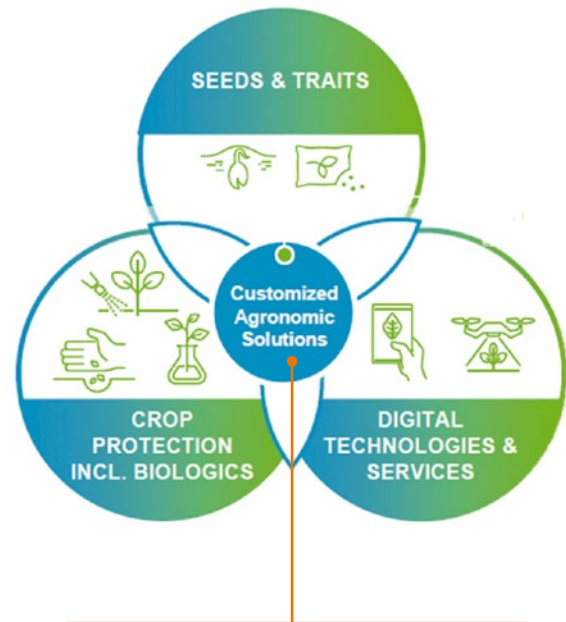 SEEDS & TRAITS
Customized
Agronomic
Solutions
CROP
PROTECTION
INCL. BIOLOGICS
DIGITAL
TECHNOLOGIES &
SERVICES